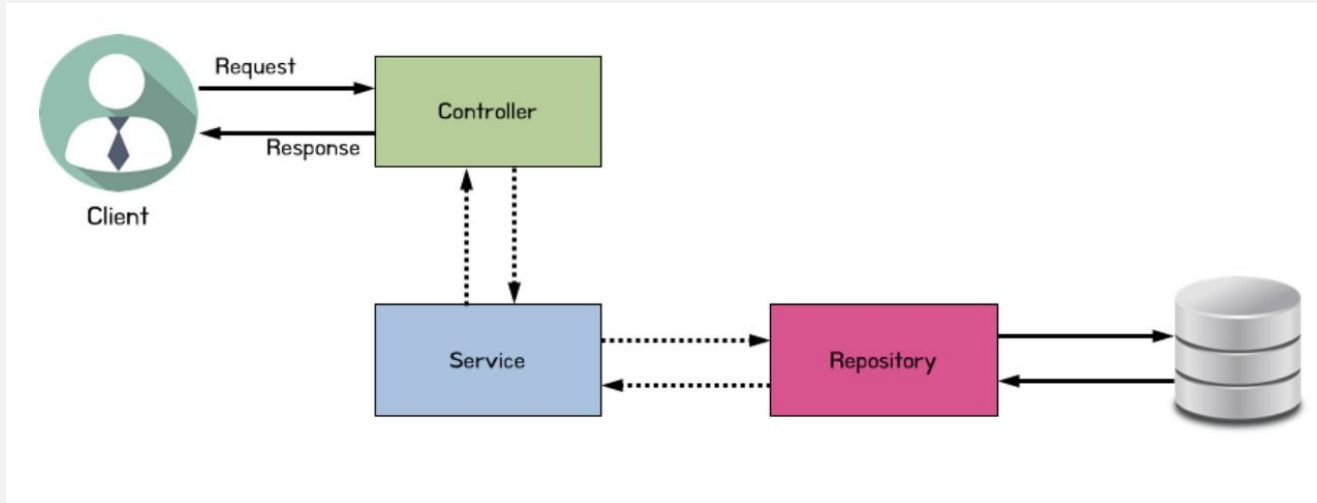 Request
Controller
Response
Client
Service
Repository